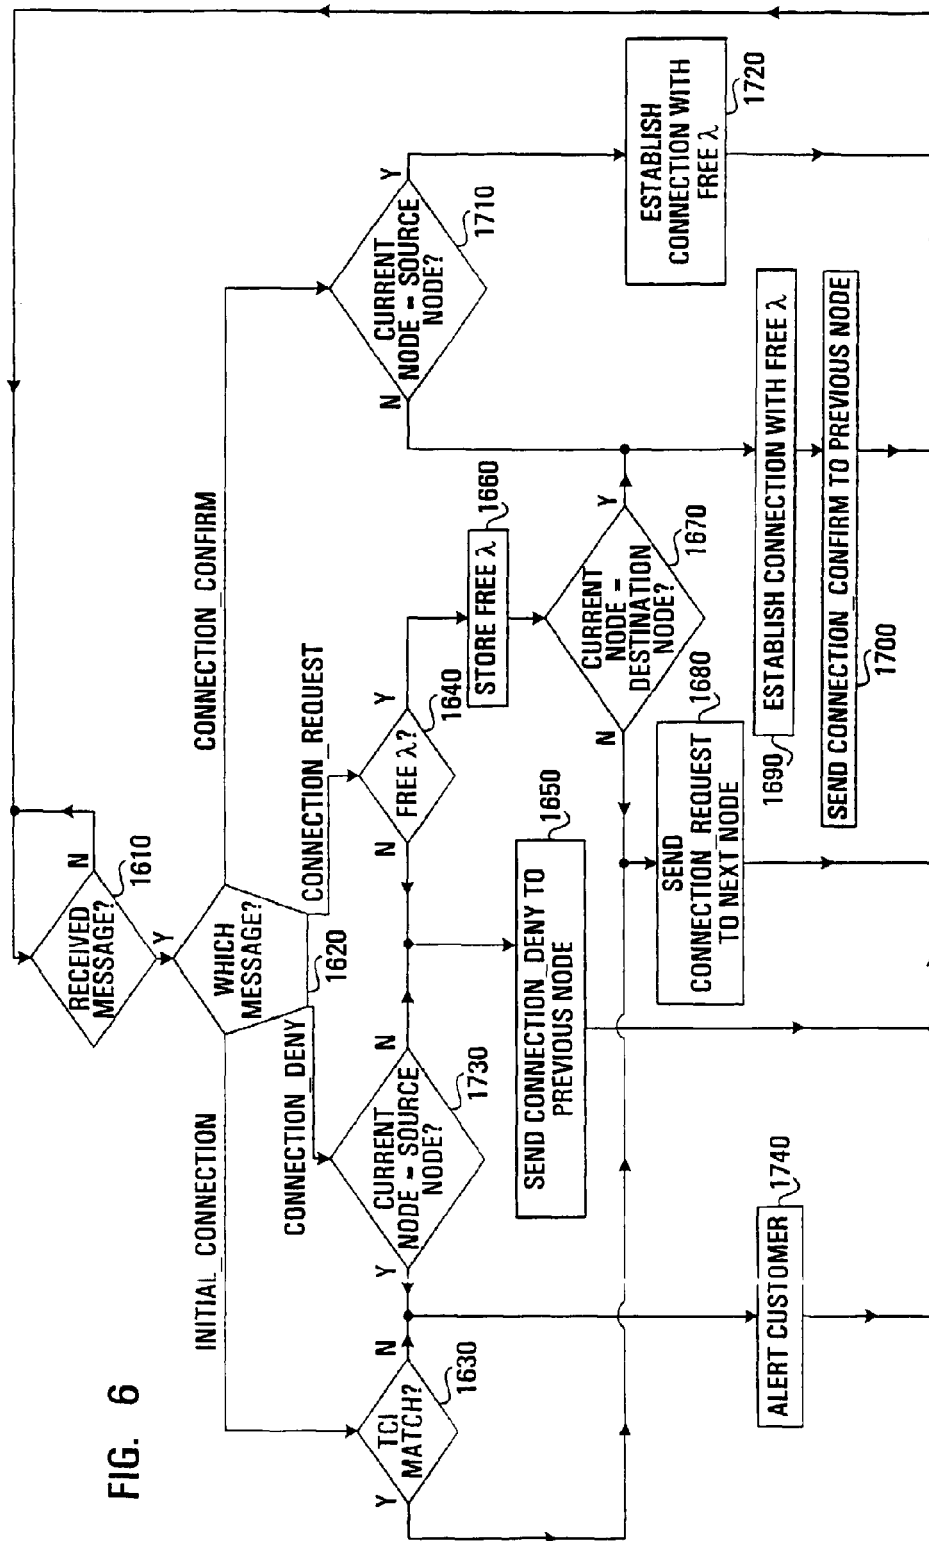 FIG. 6
RECEIVED
MESSAGE?
1610
N
Y
WHICH
MESSAGE?
1620
INITIAL_CONNECTION
CONNECTION_DENY
CONNECTION_REQUEST
CONNECTION_CONFIRM
TCI
MATCH?
1630
Y
N
CURRENT
NODE = SOURCE
NODE?
1730
Y
N
FREE λ?
1640
N
Y
CURRENT
NODE = SOURCE
NODE?
1710
N
Y
STORE FREE λ
1660
SEND CONNECTION_DENY TO
PREVIOUS NODE
1650
CURRENT
NODE =
DESTINATION
NODE?
1670
N
Y
ESTABLISH
CONNECTION WITH
FREE λ
1720
SEND
CONNECTION_REQUEST
TO NEXT NODE
1680
ALERT CUSTOMER
1740
ESTABLISH CONNECTION WITH FREE λ
1690
SEND CONNECTION_CONFIRM TO PREVIOUS NODE
1700